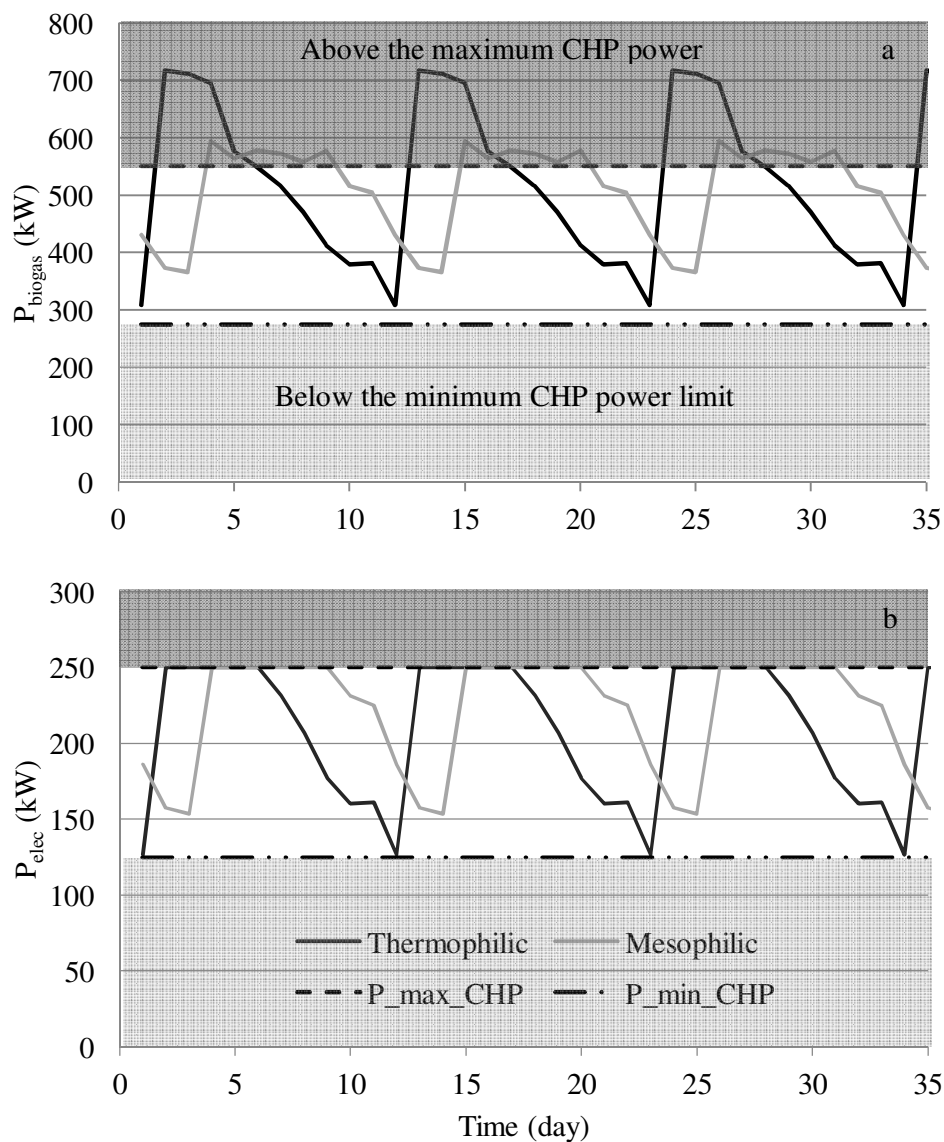 800
Above the maximum CHP power
a
700
600
500
400
300
200
Below the minimum CHP power limit
100
0
P_biogas (kW)
0 5 10 15 20 25 30 35
300
b
250
200
150
100
Thermophilic Mesophilic
50
P_max_CHP P_min_CHP
0
P_elec (kW)
0 5 10 15 20 25 30 35
Time (day)